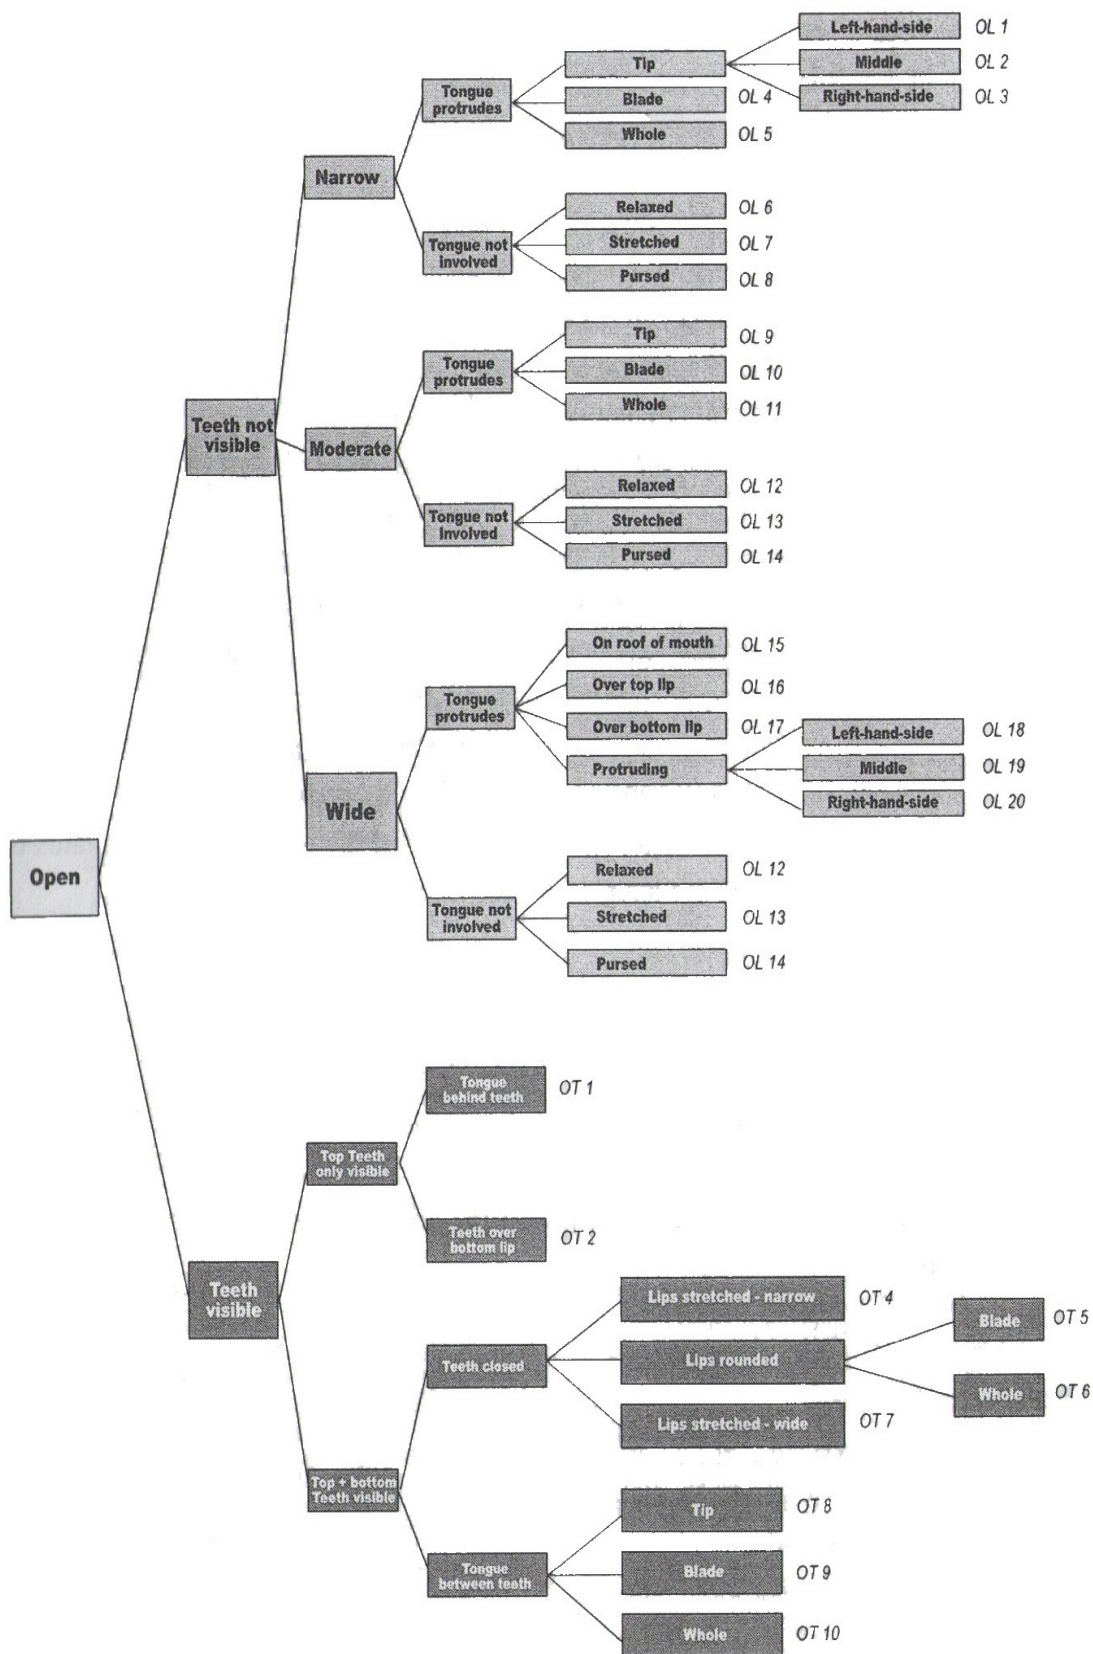 Open
Teeth not
visible
Narrow
Tongue
protrudes
Tip
Left-hand-side OL 1
Middle OL 2
Right-hand-side OL 3
Blade OL 4
Whole OL 5
Tongue not
involved
Relaxed OL 6
Stretched OL 7
Pursed OL 8
Moderate
Tongue
protrudes
Tip OL 9
Blade OL 10
Whole OL 11
Tongue not
involved
Relaxed OL 12
Stretched OL 13
Pursed OL 14
Wide
Tongue
protrudes
On roof of mouth OL 15
Over top lip OL 16
Over bottom lip OL 17
Protruding
Left-hand-side OL 18
Middle OL 19
Right-hand-side OL 20
Tongue not
involved
Relaxed OL 12
Stretched OL 13
Pursed OL 14
Teeth
visible
Top Teeth
only visible
Tongue
behind teeth OT 1
Teeth over
bottom lip OT 2
Top + bottom
Teeth visible
Teeth closed
Lips stretched - narrow OT 4
Lips rounded
Blade OT 5
Whole OT 6
Lips stretched - wide OT 7
Tongue
between teeth
Tip OT 8
Blade OT 9
Whole OT 10